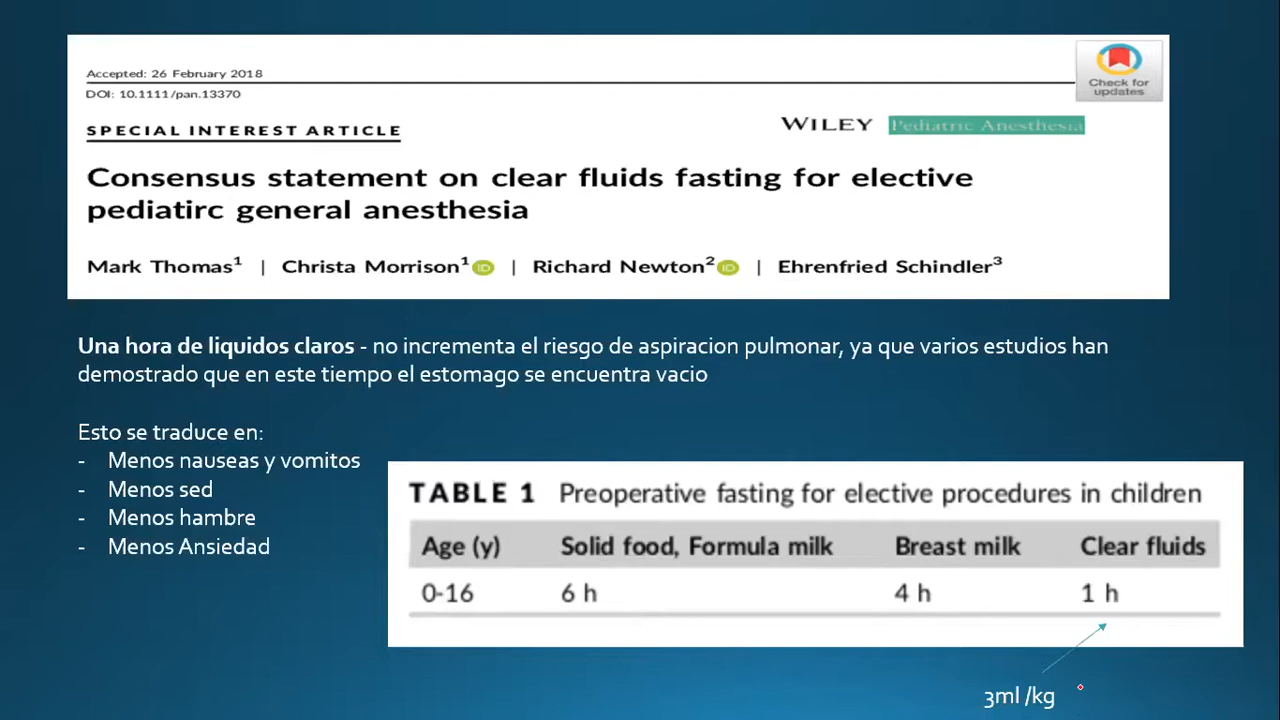 Accepted: 26 February 2018
DOI: 10.1111/pan.13370
Check for
updates
SPECIAL INTEREST ARTICLE
WILEY Pediatric Anesthesia
Consensus statement on clear fluids fasting for elective
pediatirc general anesthesia
Mark Thomas1 | Christa Morrison1 iD | Richard Newton2 iD | Ehrenfried Schindler3
Una hora de liquidos claros - no incrementa el riesgo de aspiracion pulmonar, ya que varios estudios han
demostrado que en este tiempo el estomago se encuentra vacio
Esto se traduce en:
- Menos nauseas y vomitos
- Menos sed
- Menos hambre
- Menos Ansiedad
TABLE 1 Preoperative fasting for elective procedures in children
Age (y) Solid food, Formula milk Breast milk Clear fluids
0-16 6 h 4 h 1 h
3ml /kg